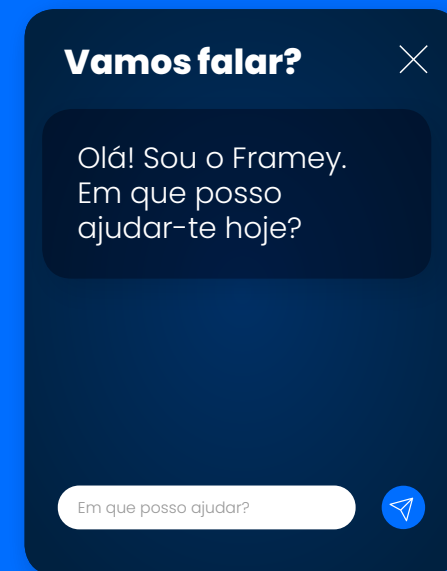 Vamos falar?
Olá! Sou o Framey.
Em que posso
ajudar-te hoje?
Em que posso ajudar?